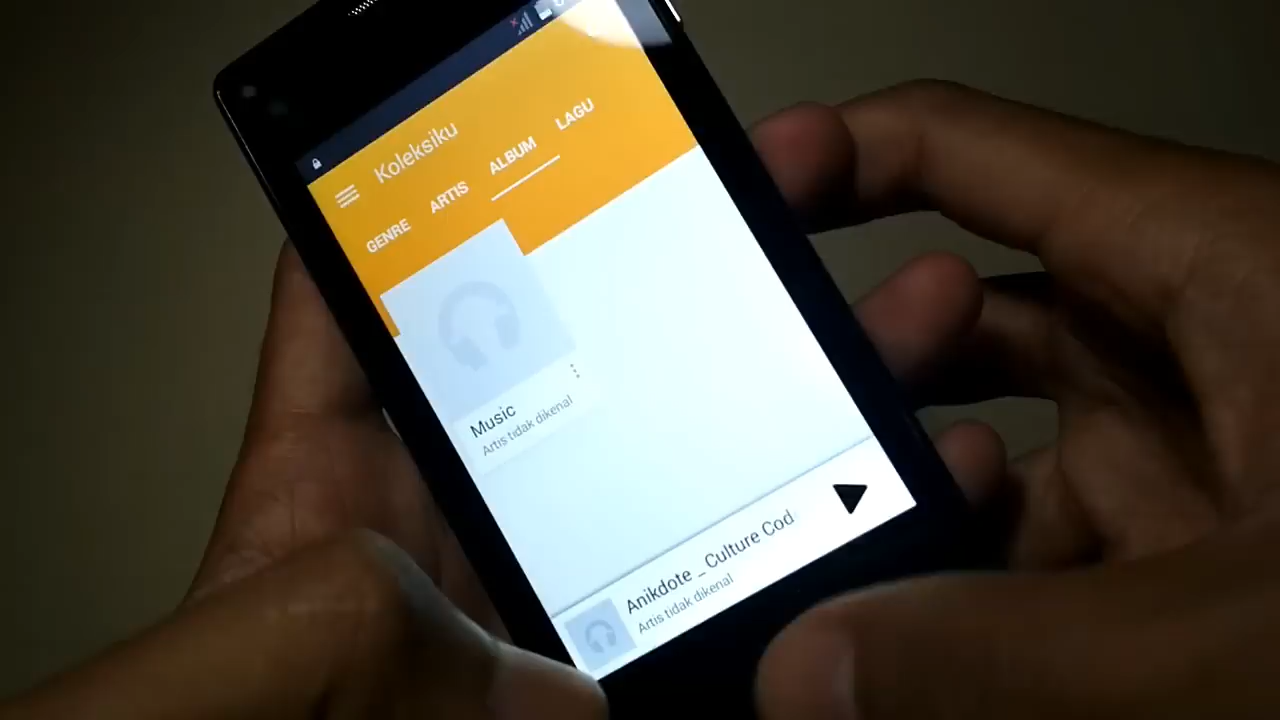 Koleksiku
GENRE ARTIS ALBUM LAGU
Music
Artis tidak dikenal
Anikdote _ Culture Cod
Artis tidak dikenal